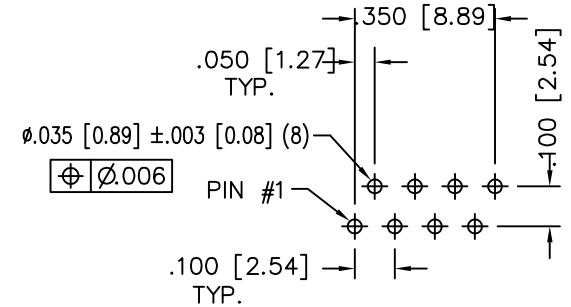 .350 [8.89]
.050 [1.27]
TYP.
.100 [2.54]
ø.035 [0.89] ±.003 [0.08] (8)
⌖ Ø.006
PIN #1
.100 [2.54]
TYP.